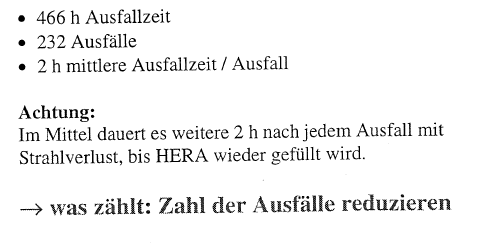 • 466 h Ausfallzeit
• 232 Ausfälle
• 2 h mittlere Ausfallzeit / Ausfall
Achtung:
Im Mittel dauert es weitere 2 h nach jedem Ausfall mit
Strahlverlust, bis HERA wieder gefüllt wird.
→ was zählt: Zahl der Ausfälle reduzieren